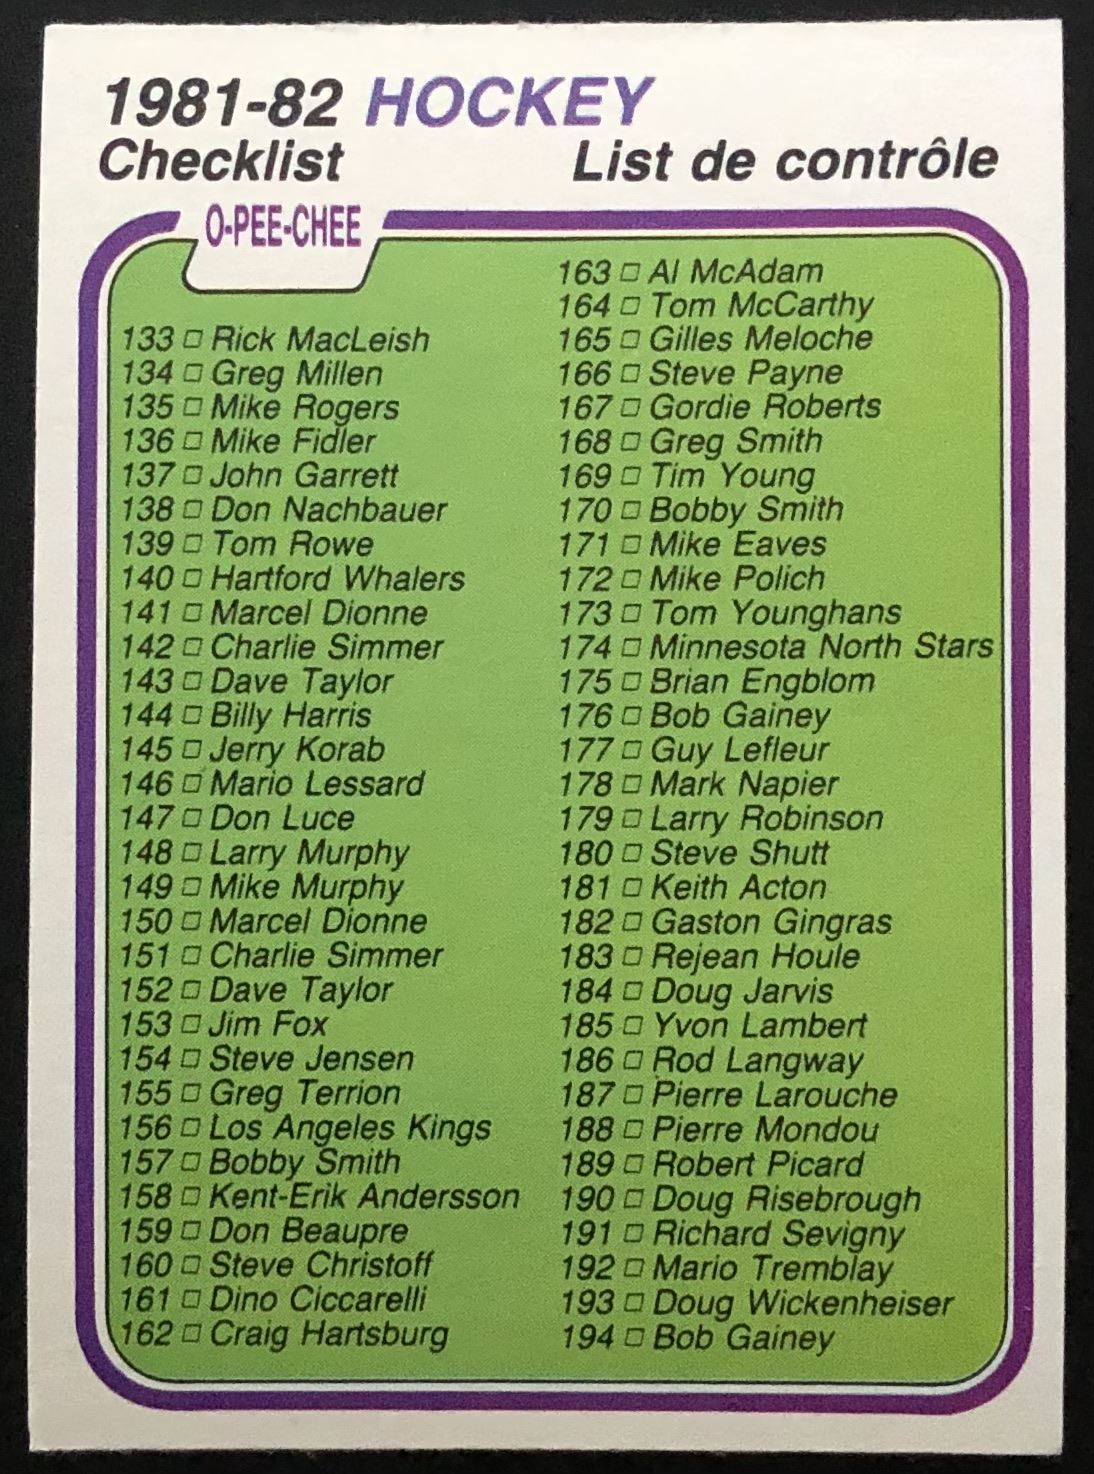 1981-82 HOCKEY
Checklist
List de contrôle
O-PEE-CHEE
133 □ Rick MacLeish
134 □ Greg Millen
135 □ Mike Rogers
136 □ Mike Fidler
137 □ John Garrett
138 □ Don Nachbauer
139 □ Tom Rowe
140 □ Hartford Whalers
141 □ Marcel Dionne
142 □ Charlie Simmer
143 □ Dave Taylor
144 □ Billy Harris
145 □ Jerry Korab
146 □ Mario Lessard
147 □ Don Luce
148 □ Larry Murphy
149 □ Mike Murphy
150 □ Marcel Dionne
151 □ Charlie Simmer
152 □ Dave Taylor
153 □ Jim Fox
154 □ Steve Jensen
155 □ Greg Terrion
156 □ Los Angeles Kings
157 □ Bobby Smith
158 □ Kent-Erik Andersson
159 □ Don Beaupre
160 □ Steve Christoff
161 □ Dino Ciccarelli
162 □ Craig Hartsburg
163 □ Al McAdam
164 □ Tom McCarthy
165 □ Gilles Meloche
166 □ Steve Payne
167 □ Gordie Roberts
168 □ Greg Smith
169 □ Tim Young
170 □ Bobby Smith
171 □ Mike Eaves
172 □ Mike Polich
173 □ Tom Younghans
174 □ Minnesota North Stars
175 □ Brian Engblom
176 □ Bob Gainey
177 □ Guy Lefleur
178 □ Mark Napier
179 □ Larry Robinson
180 □ Steve Shutt
181 □ Keith Acton
182 □ Gaston Gingras
183 □ Rejean Houle
184 □ Doug Jarvis
185 □ Yvon Lambert
186 □ Rod Langway
187 □ Pierre Larouche
188 □ Pierre Mondou
189 □ Robert Picard
190 □ Doug Risebrough
191 □ Richard Sevigny
192 □ Mario Tremblay
193 □ Doug Wickenheiser
194 □ Bob Gainey